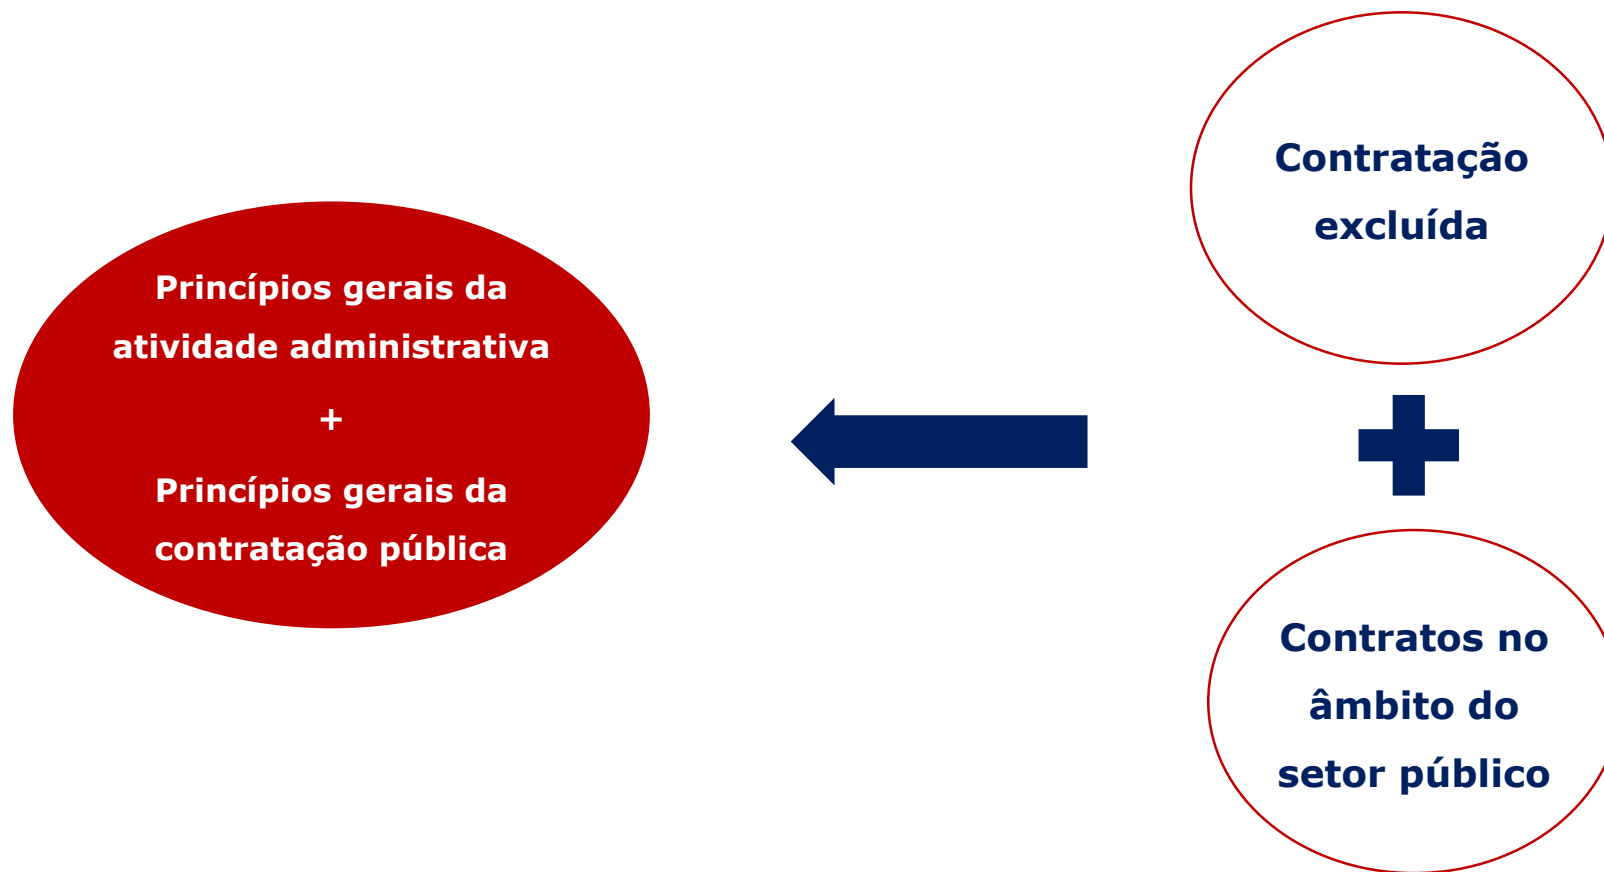 Princípios gerais da
atividade administrativa
+
Princípios gerais da
contratação pública
Contratação
excluída
Contratos no
âmbito do
setor público